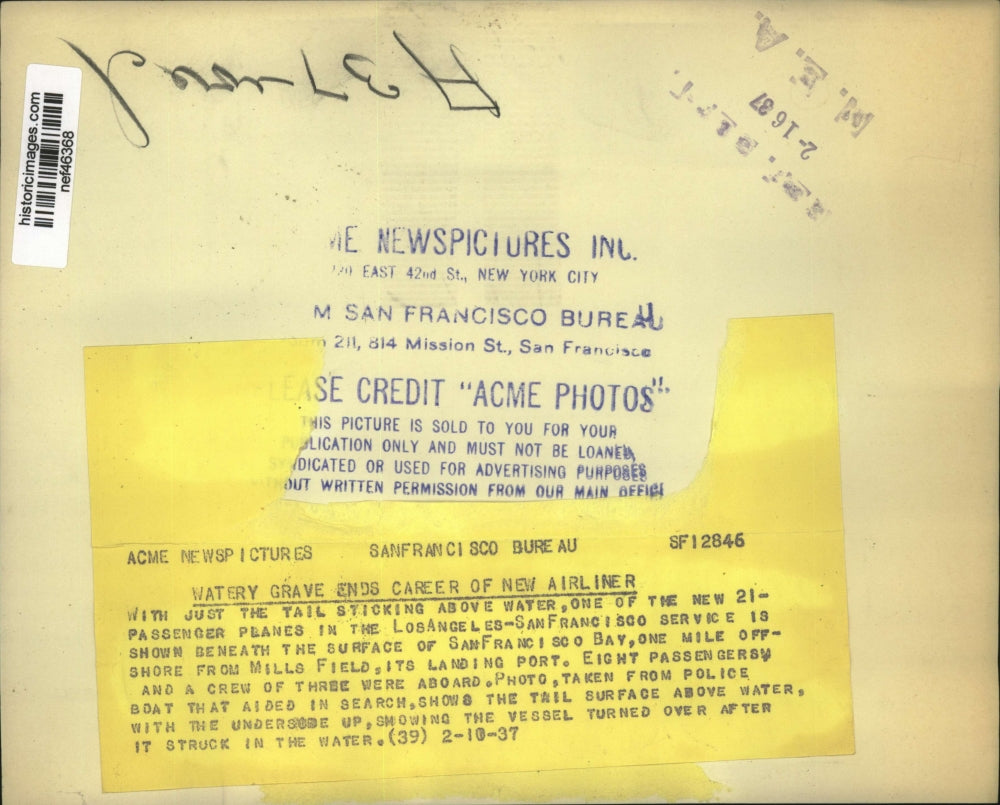 historicimages.com
nef46368
N. E. A
2-16 37
ME NEWSPICTURES INC.
220 EAST 42nd St., NEW YORK CITY
M SAN FRANCISCO BUREAU
211, 814 Mission St., San Francisco
LEASE CREDIT "ACME PHOTOS"
THIS PICTURE IS SOLD TO YOU FOR YOUR
PUBLICATION ONLY AND MUST NOT BE LOANED,
SYNDICATED OR USED FOR ADVERTISING PURPOSES
OUT WRITTEN PERMISSION FROM OUR MAIN OFFICE
ACME NEWSPICTURES SANFRANCISCO BUREAU SF12846
WATERY GRAVE ENDS CAREER OF NEW AIRLINER
WITH JUST THE TAIL STICKING ABOVE WATER,ONE OF THE NEW 21-
PASSENGER PLANES IN THE LOSANGELES-SANFRANCISCO SERVICE IS
SHOWN BENEATH THE SURFACE OF SANFRANCISCO BAY,ONE MILE OFF-
SHORE FROM MILLS FIELD,ITS LANDING PORT. EIGHT PASSENGERS
AND A CREW OF THREE WERE ABOARD.PHOTO,TAKEN FROM POLICE
BOAT THAT AIDED IN SEARCH,SHOWS THE TAIL SURFACE ABOVE WATER,
WITH THE UNDERSIDE UP,SHOWING THE VESSEL TURNED OVER AFTER
IT STRUCK IN THE WATER.(39) 2-10-37